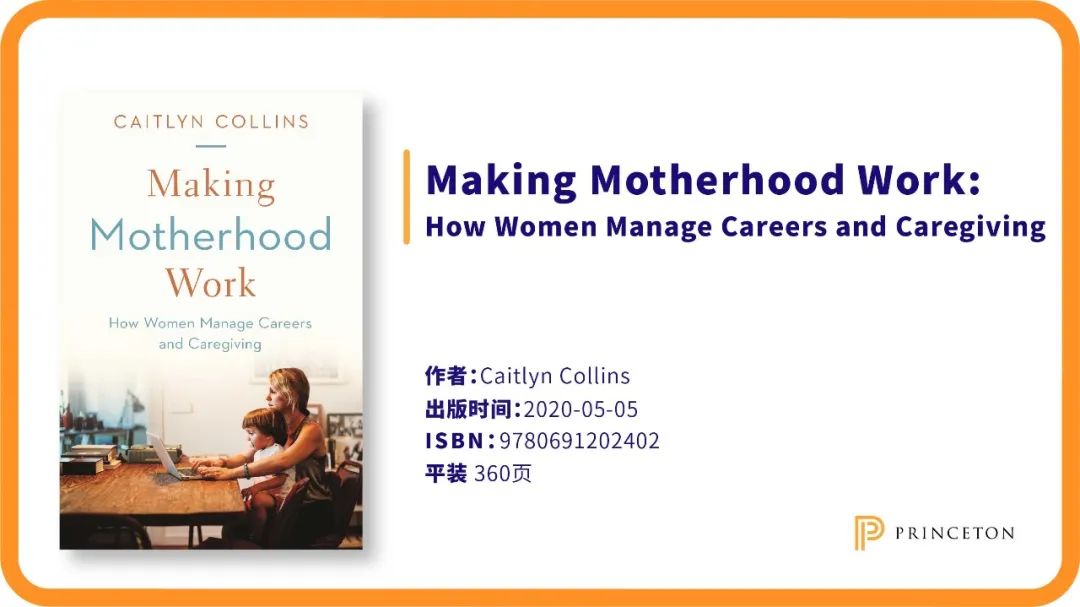 CAITLYN COLLINS
Making
Motherhood
Work
How Women Manage Careers
and Caregiving
Making Motherhood Work:
How Women Manage Careers and Caregiving
作者：Caitlyn Collins
出版时间：2020-05-05
ISBN：9780691202402
平装 360页
PRINCETON